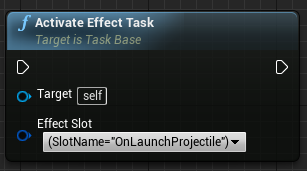 f Activate Effect Task
Target is Task Base
Target self
Effect Slot
(SlotName="OnLaunchProjectile")